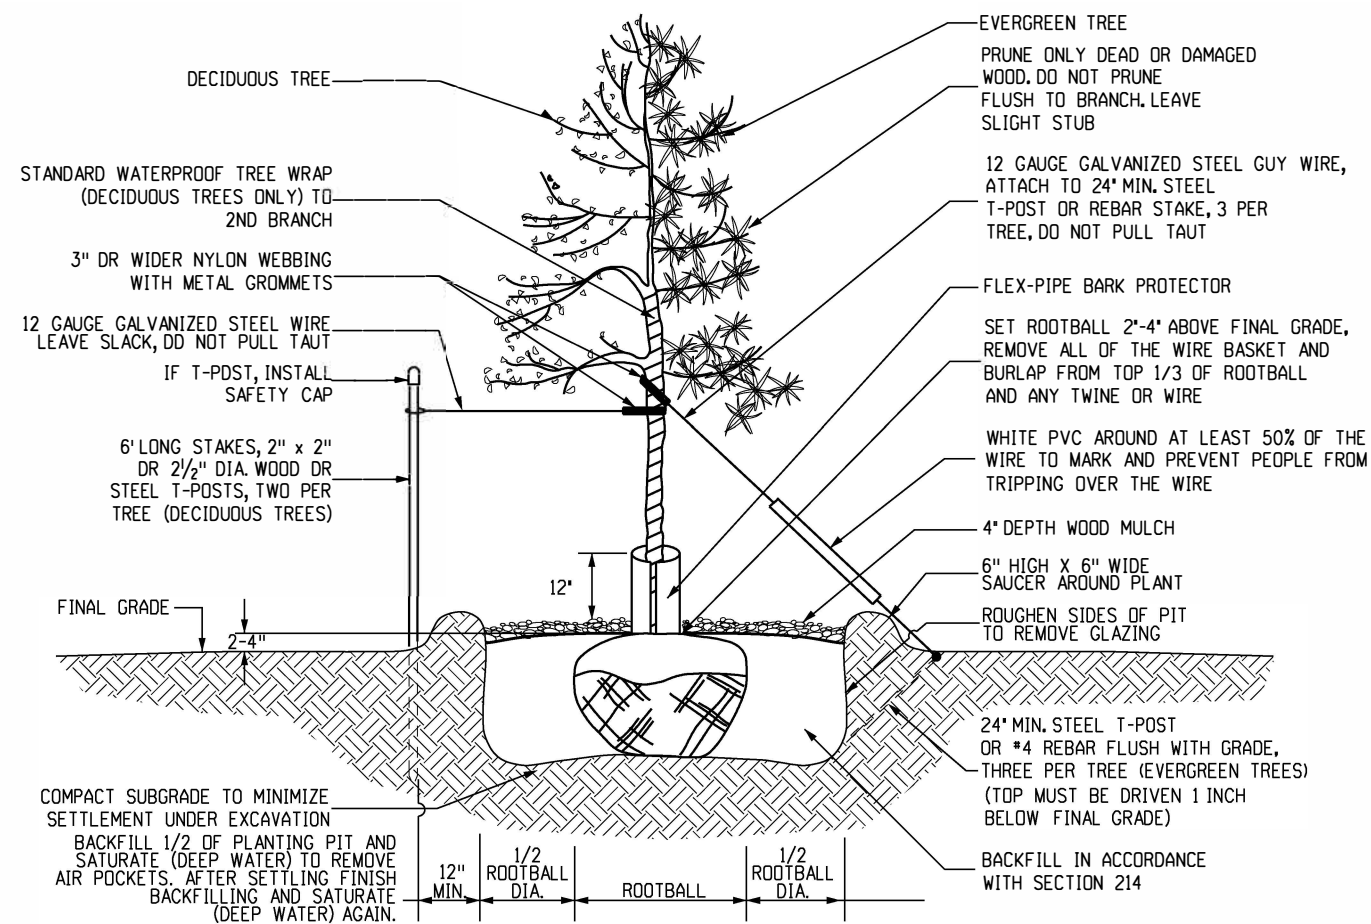 DECIDUOUS TREE
STANDARD WATERPROOF TREE WRAP
(DECIDUOUS TREES ONLY) TO
2ND BRANCH
3" DR WIDER NYLON WEBBING
WITH METAL GROMMETS
12 GAUGE GALVANIZED STEEL WIRE
LEAVE SLACK, DD NOT PULL TAUT
IF T-PDST, INSTALL
SAFETY CAP
6' LONG STAKES, 2" x 2"
DR 2 1/2" DIA. WOOD DR
STEEL T-POSTS, TWO PER
TREE (DECIDUOUS TREES)
FINAL GRADE
2-4"
12"
COMPACT SUBGRADE TO MINIMIZE
SETTLEMENT UNDER EXCAVATION
BACKFILL 1/2 OF PLANTING PIT AND
SATURATE (DEEP WATER) TO REMOVE
AIR POCKETS. AFTER SETTLING FINISH
BACKFILLING AND SATURATE
(DEEP WATER) AGAIN.
12"
MIN.
1/2
ROOTBALL
DIA.
ROOTBALL
1/2
ROOTBALL
DIA.
EVERGREEN TREE
PRUNE ONLY DEAD OR DAMAGED
WOOD. DO NOT PRUNE
FLUSH TO BRANCH. LEAVE
SLIGHT STUB
12 GAUGE GALVANIZED STEEL GUY WIRE,
ATTACH TO 24" MIN. STEEL
T-POST OR REBAR STAKE, 3 PER
TREE, DO NOT PULL TAUT
FLEX-PIPE BARK PROTECTOR
SET ROOTBALL 2"-4" ABOVE FINAL GRADE,
REMOVE ALL OF THE WIRE BASKET AND
BURLAP FROM TOP 1/3 OF ROOTBALL
AND ANY TWINE OR WIRE
WHITE PVC AROUND AT LEAST 50% OF THE
WIRE TO MARK AND PREVENT PEOPLE FROM
TRIPPING OVER THE WIRE
4" DEPTH WOOD MULCH
6" HIGH X 6" WIDE
SAUCER AROUND PLANT
ROUGHEN SIDES OF PIT
TO REMOVE GLAZING
24" MIN. STEEL T-POST
OR #4 REBAR FLUSH WITH GRADE,
THREE PER TREE (EVERGREEN TREES)
(TOP MUST BE DRIVEN 1 INCH
BELOW FINAL GRADE)
BACKFILL IN ACCORDANCE
WITH SECTION 214